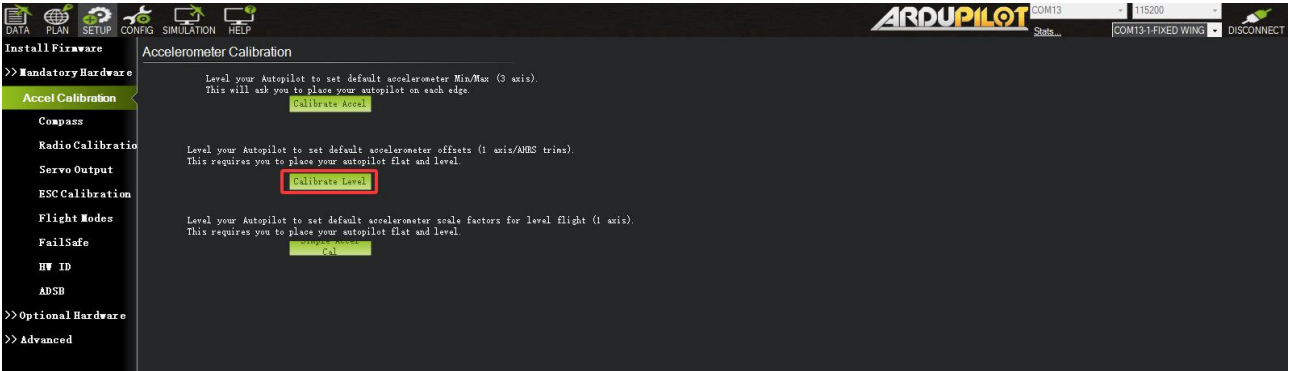 DATA PLAN SETUP CONFIG SIMULATION HELP
ARDUPILOT
COM13 115200
Stats... COM13-1-FIXED WING DISCONNECT
Install Firmware
>> Mandatory Hardware
Accel Calibration
Compass
Radio Calibratio
Servo Output
ESC Calibration
Flight Modes
FailSafe
HW ID
ADSB
>> Optional Hardware
>> Advanced
Accelerometer Calibration
Level your Autopilot to set default accelerometer Min/Max (3 axis).
This will ask you to place your autopilot on each edge.
Calibrate Accel
Level your Autopilot to set default accelerometer offsets (1 axis/AHRS trims).
This requires you to place your autopilot flat and level.
Calibrate Level
Level your Autopilot to set default accelerometer scale factors for level flight (1 axis).
This requires you to place your autopilot flat and level.
Simple Accel
Cal